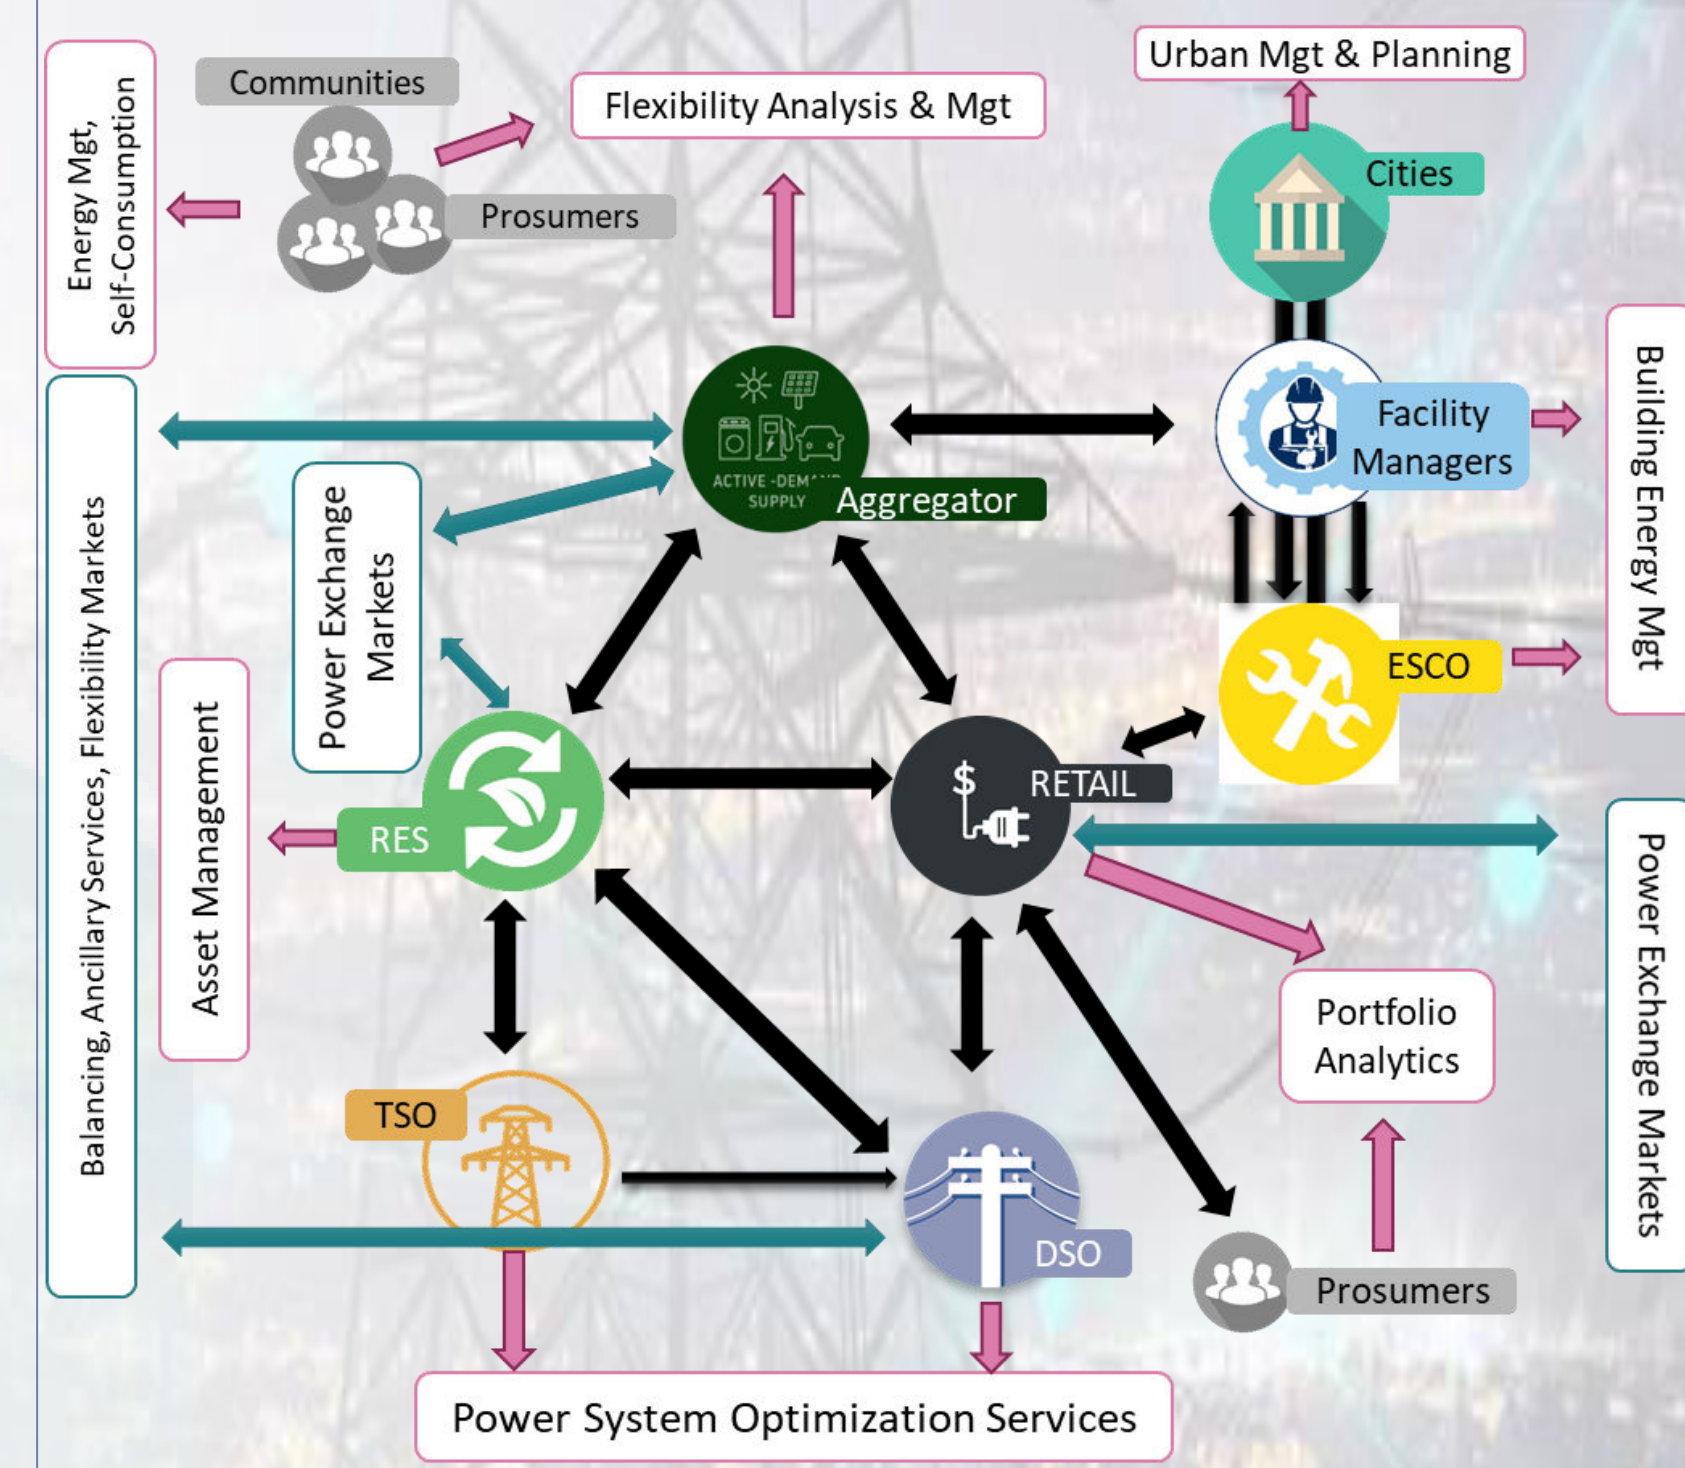 Urban Mgt & Planning
Communities
Flexibility Analysis & Mgt
Energy Mgt,
Self-Consumption
Cities
Prosumers
Building Energy Mgt
Facility
Managers
ACTIVE -DEMAND
SUPPLY
Aggregator
Power Exchange
Markets
Balancing, Ancillary Services, Flexibility Markets
ESCO
Asset Management
$
RETAIL
RES
Power Exchange Markets
Portfolio
Analytics
TSO
DSO
Prosumers
Power System Optimization Services